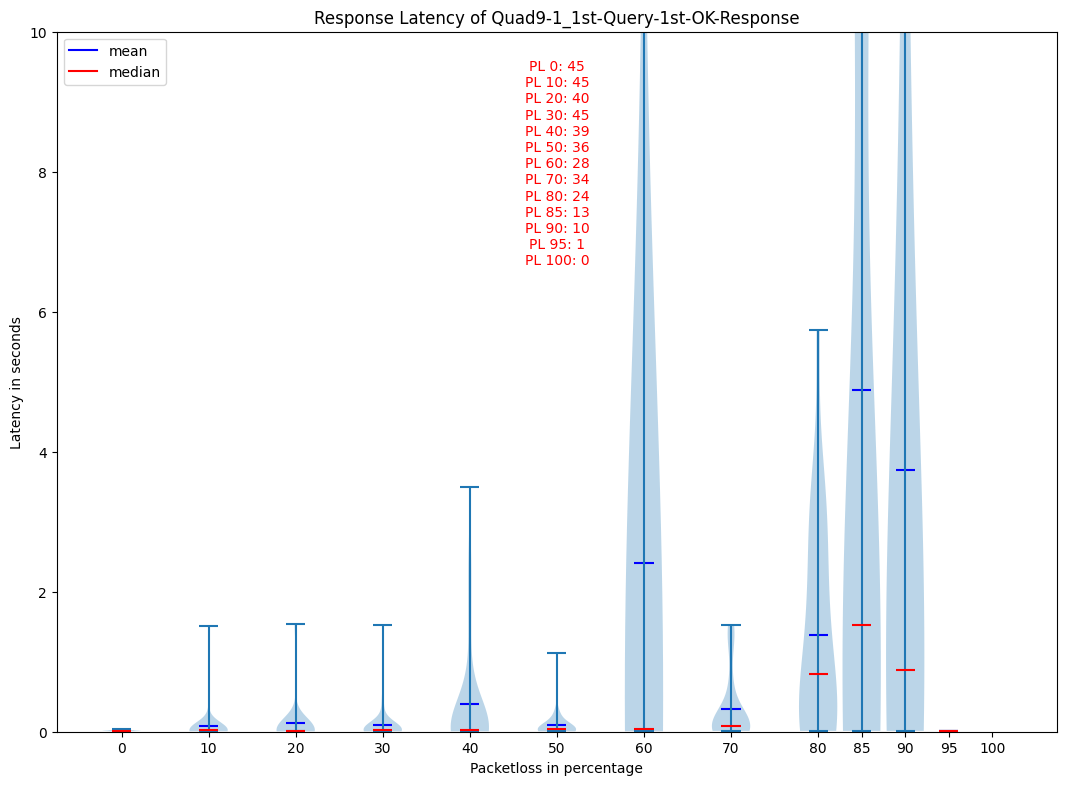 Response Latency of Quad9-1_1st-Query-1st-OK-Response
mean
median
PL 0: 45
PL 10: 45
PL 20: 40
PL 30: 45
PL 40: 39
PL 50: 36
PL 60: 28
PL 70: 34
PL 80: 24
PL 85: 13
PL 90: 10
PL 95: 1
PL 100: 0
Latency in seconds
10
8
6
4
2
0
0 10 20 30 40 50 60 70 80 85 90 95 100
Packetloss in percentage